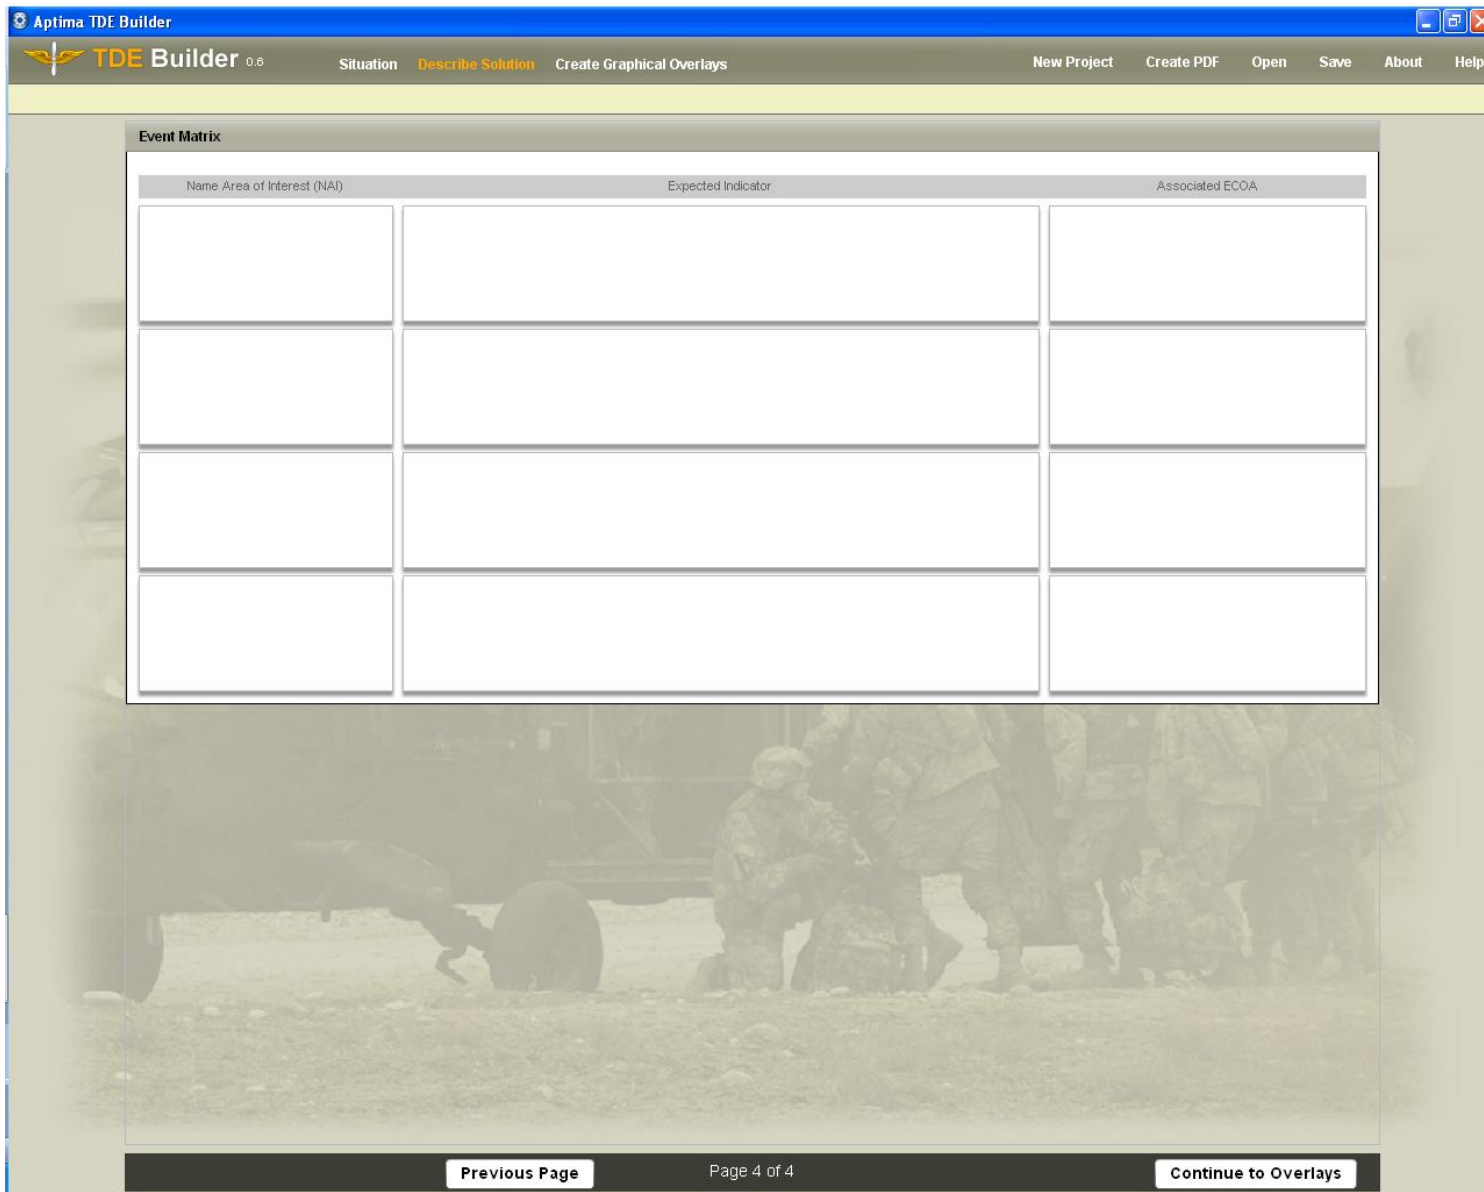 Aptima TDE Builder
TDE Builder 0.6
Situation Describe Solution Create Graphical Overlays New Project Create PDF Open Save About Help
Event Matrix
Name Area of Interest (NAI) Expected Indicator Associated ECOA
Previous Page Page 4 of 4 Continue to Overlays